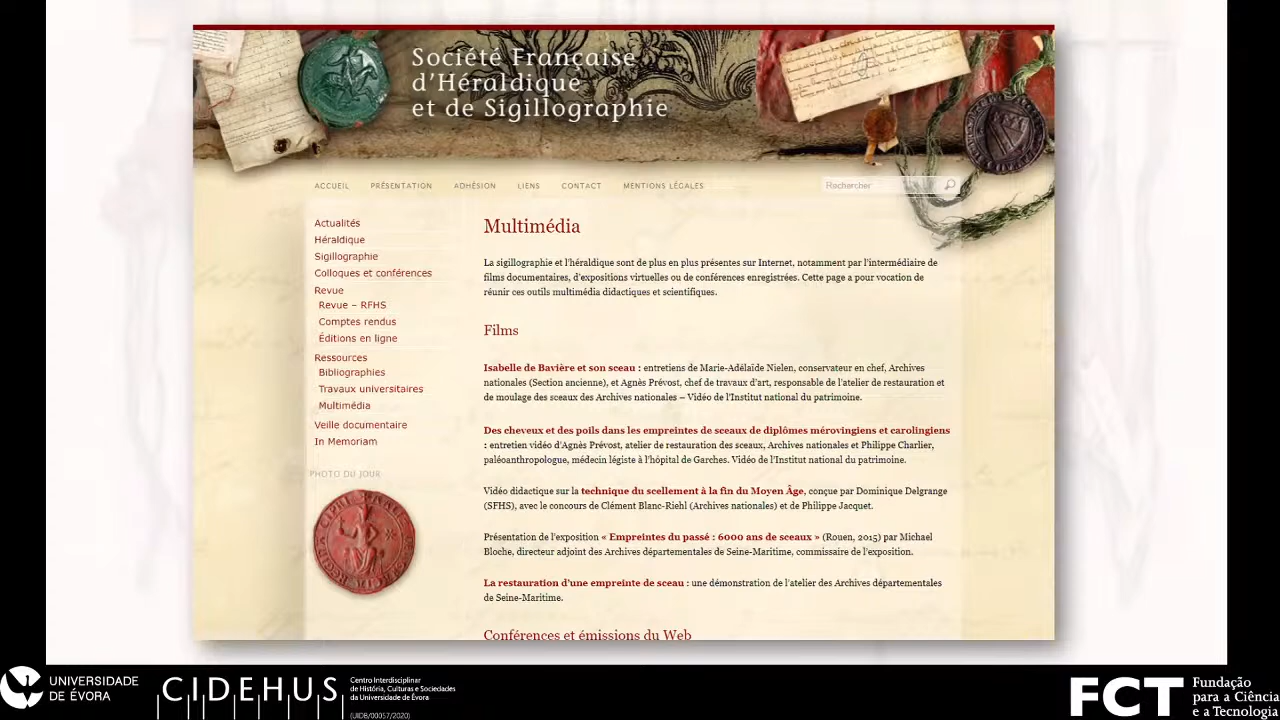 Société Française
d'Héraldique
et de Sigillographie
ACCUEIL PRÉSENTATION ADHÉSION LIENS CONTACT MENTIONS LÉGALES
Rechercher
Actualités
Héraldique
Sigillographie
Colloques et conférences
Revue
Revue – RFHS
Comptes rendus
Éditions en ligne
Ressources
Bibliographies
Travaux universitaires
Multimédia
Veille documentaire
In Memoriam
PHOTO DU JOUR
Multimédia
La sigillographie et l'héraldique sont de plus en plus présentes sur Internet, notamment par l'intermédiaire de
films documentaires, d'expositions virtuelles ou de conférences enregistrées. Cette page a pour vocation de
réunir ces outils multimédia didactiques et scientifiques.
Films
Isabelle de Bavière et son sceau : entretiens de Marie-Adélaïde Nielen, conservateur en chef, Archives
nationales (Section ancienne), et Agnès Prévost, chef de travaux d'art, responsable de l'atelier de restauration et
de moulage des sceaux des Archives nationales – Vidéo de l'Institut national du patrimoine.
Des cheveux et des poils dans les empreintes de sceaux de diplômes mérovingiens et carolingiens
: entretien vidéo d'Agnès Prévost, atelier de restauration des sceaux, Archives nationales et Philippe Charlier,
paléoanthropologue, médecin légiste à l'hôpital de Garches. Vidéo de l'Institut national du patrimoine.
Vidéo didactique sur la technique du scellement à la fin du Moyen Âge, conçue par Dominique Delgrange
(SFHS), avec le concours de Clément Blanc-Riehl (Archives nationales) et de Philippe Jacquet.
Présentation de l'exposition « Empreintes du passé : 6000 ans de sceaux » (Rouen, 2015) par Michael
Bloche, directeur adjoint des Archives départementales de Seine-Maritime, commissaire de l'exposition.
La restauration d'une empreinte de sceau : une démonstration de l'atelier des Archives départementales
de Seine-Maritime.
Conférences et émissions du Web
UNIVERSIDADE
DE ÉVORA
CIDEHUS
Centro Interdisciplinar
de História, Culturas e Sociedades
da Universidade de Évora
(UIDB/00057/2020)
FCT
Fundação
para a Ciência
e a Tecnologia